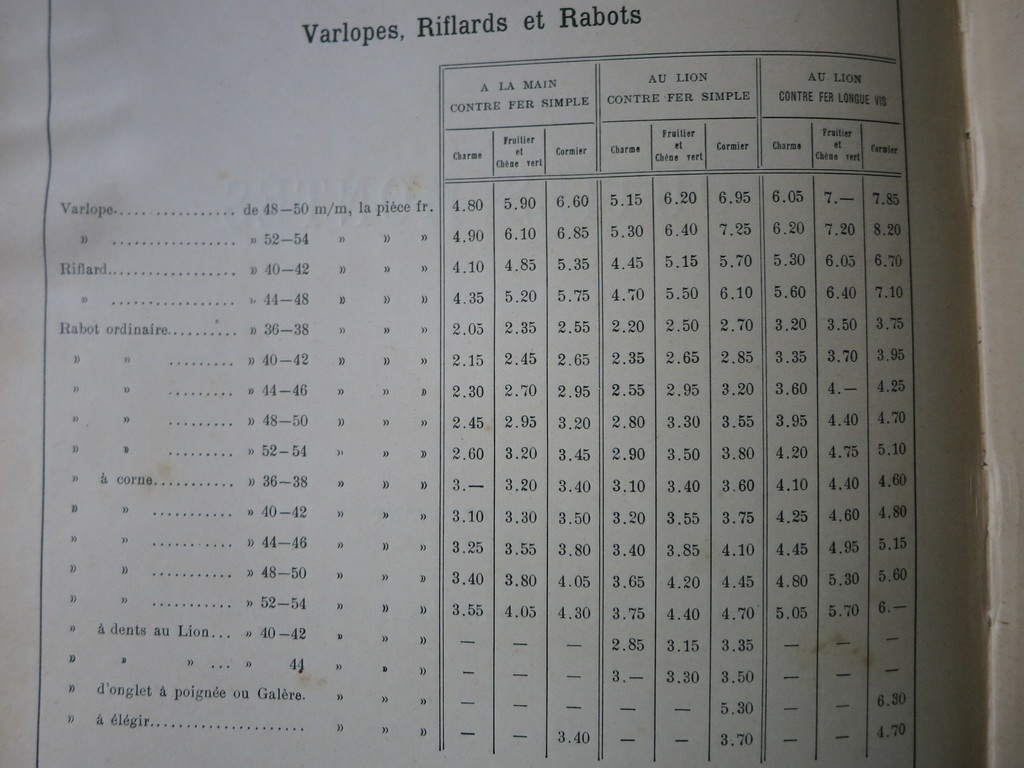 Varlopes, Riflards et Rabots
A LA MAIN CONTRE FER SIMPLE AU LION CONTRE FER SIMPLE AU LION CONTRE FER LONGUE VIS
Charme Fruitier et Chêne vert Cormier Charme Fruitier et Chêne vert Cormier Charme Fruitier et Chêne vert Cormier
Varlope................ de 48—50 m/m, la pièce fr. 4.80 5.90 6.60 5.15 6.20 6.95 6.05 7.— 7.85
» ................ » 52—54 » » » 4.90 6.10 6.85 5.30 6.40 7.25 6.20 7.20 8.20
Riflard................. » 40—42 » » » 4.10 4.85 5.35 4.45 5.15 5.70 5.30 6.05 6.70
» ................ » 44—48 » » » 4.35 5.20 5.75 4.70 5.50 6.10 5.60 6.40 7.10
Rabot ordinaire.......... » 36—38 » » » 2.05 2.35 2.55 2.20 2.50 2.70 3.20 3.50 3.75
» » ......... » 40—42 » » » 2.15 2.45 2.65 2.35 2.65 2.85 3.35 3.70 3.95
» » ......... » 44—46 » » » 2.30 2.70 2.95 2.55 2.95 3.20 3.60 4.— 4.25
» » ......... » 48—50 » » » 2.45 2.95 3.20 2.80 3.30 3.55 3.95 4.40 4.70
» » ......... » 52—54 » » » 2.60 3.20 3.45 2.90 3.50 3.80 4.20 4.75 5.10
» à corne........... » 36—38 » » » 3.— 3.20 3.40 3.10 3.40 3.60 4.10 4.40 4.60
» » ........... » 40—42 » » » 3.10 3.30 3.50 3.20 3.55 3.75 4.25 4.60 4.80
» » ........... » 44—46 » » » 3.25 3.55 3.80 3.40 3.85 4.10 4.45 4.95 5.15
» » ........... » 48—50 » » » 3.40 3.80 4.05 3.65 4.20 4.45 4.80 5.30 5.60
» » ........... » 52—54 » » » 3.55 4.05 4.30 3.75 4.40 4.70 5.05 5.70 6.—
» à dents au Lion... » 40—42 » » » — — — 2.85 3.15 3.35 — — —
» » » ... » 44 » » » — — — 3.— 3.30 3.50 — — —
» d'onglet à poignée ou Galère. » » » — — — — — 5.30 — — 6.30
» à élégir...................... » » » — — 3.40 — — 3.70 — — 4.70